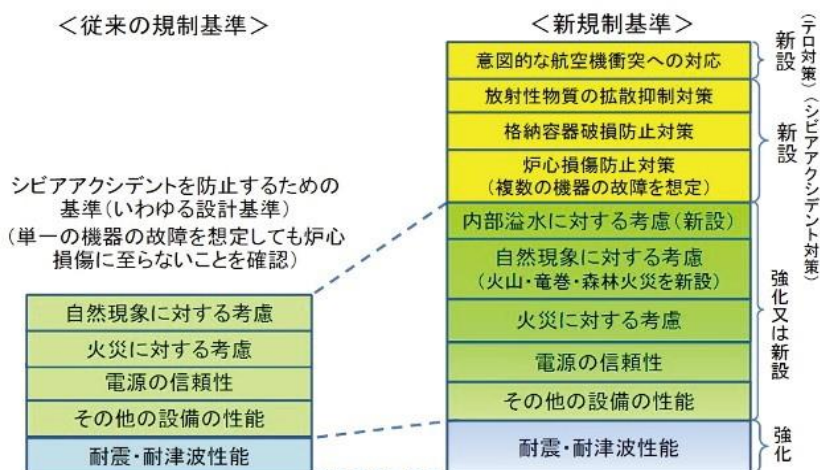 <従来の規制基準>
シビアアクシデントを防止するための
基準(いわゆる設計基準)
(単一の機器の故障を想定しても炉心
損傷に至らないことを確認)
自然現象に対する考慮
火災に対する考慮
電源の信頼性
その他の設備の性能
耐震・耐津波性能
<新規制基準>
意図的な航空機衝突への対応
放射性物質の拡散抑制対策
格納容器破損防止対策
炉心損傷防止対策
(複数の機器の故障を想定)
内部溢水に対する考慮(新設)
自然現象に対する考慮
(火山・竜巻・森林火災を新設)
火災に対する考慮
電源の信頼性
その他の設備の性能
耐震・耐津波性能
新設
(テロ対策)
新設
(シビアアクシデント対策)
強化又は新設
強化